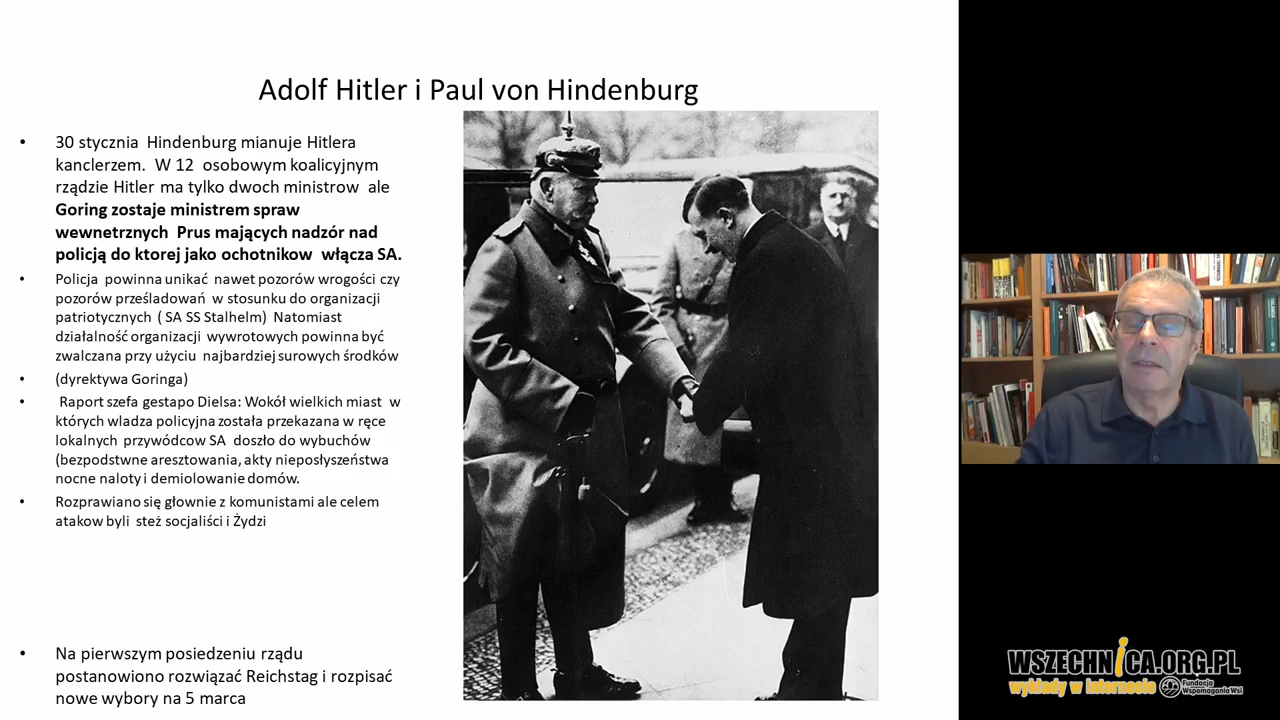 Adolf Hitler i Paul von Hindenburg
• 30 stycznia Hindenburg mianuje Hitlera
kanclerzem. W 12 osobowym koalicyjnym
rządzie Hitler ma tylko dwoch ministrow ale
Goring zostaje ministrem spraw
wewnetrznych Prus mających nadzór nad
policją do ktorej jako ochotnikow włącza SA.
• Policja powinna unikać nawet pozorów wrogości czy
pozorów prześladowań w stosunku do organizacji
patriotycznych ( SA SS Stalhelm) Natomiast
działalność organizacji wywrotowych powinna być
zwalczana przy użyciu najbardziej surowych środków
• (dyrektywa Goringa)
• Raport szefa gestapo Dielsa: Wokół wielkich miast w
których wladza policyjna została przekazana w ręce
lokalnych przywódcow SA doszło do wybuchów
(bezpodstwne aresztowania, akty nieposłyszeństwa
nocne naloty i demiolowanie domów.
• Rozprawiano się głownie z komunistami ale celem
atakow byli steż socjaliści i Żydzi
• Na pierwszym posiedzeniu rządu
postanowiono rozwiązać Reichstag i rozpisać
nowe wybory na 5 marca
WSZECHNICA.ORG.PL
wykłady w internecie
Fundacja
Wspomagania Wsi